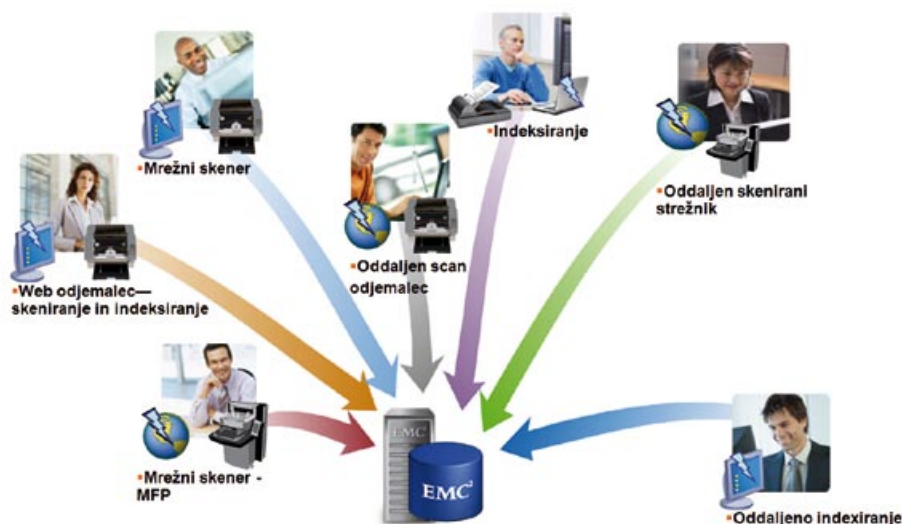 ▪Indeksiranje
▪Mrežni skener
▪Oddaljen skenirani
strežnik
▪Oddaljen scan
odjemalec
▪Web odjemalec—
skeniranje in indeksiranje
▪Mrežni skener -
MFP
EMC²
EMC²
▪Oddaljeno indexiranje